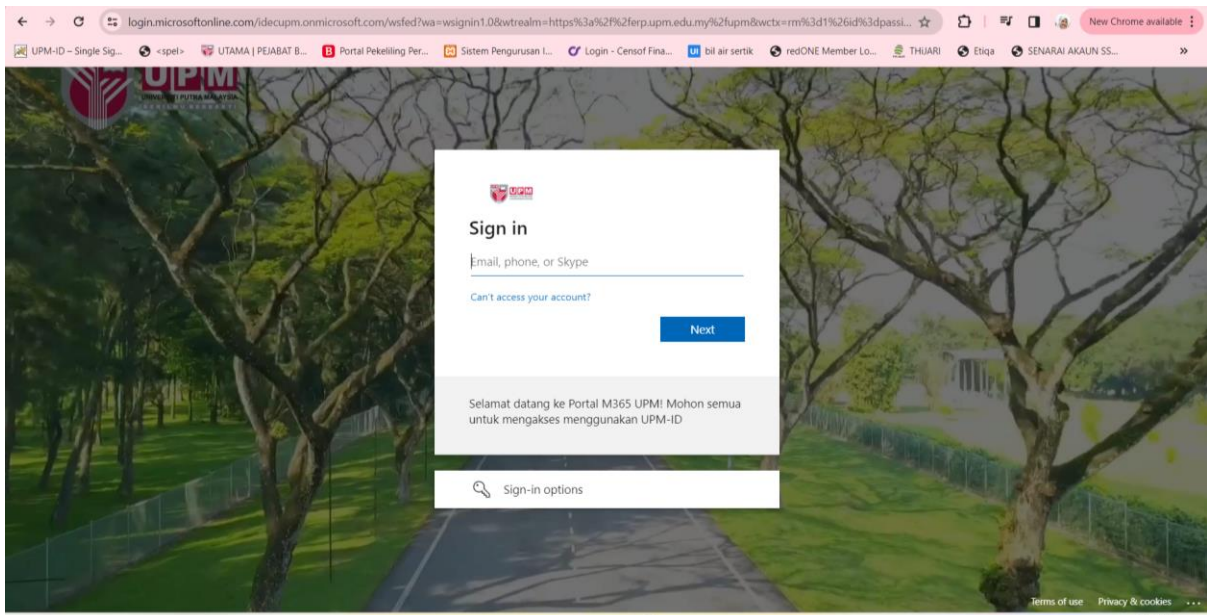 login.microsoftonline.com/idecupm.onmicrosoft.com/wsfed?wa=wsignin1.0&wtrealm=https%3a%2f%2ferp.upm.edu.my%2fupm&wctx=rm%3d1%26id%3dpassi...
New Chrome available
UPM-ID – Single Sig...
<spel>
UTAMA | PEJABAT B...
Portal Pekeliling Per...
Sistem Pengurusan I...
Login - Censof Fina...
bil air sertik
redONE Member Lo...
THIJARI
Etiqa
SENARAI AKAUN SS...
»
UPM
UNIVERSITI PUTRA MALAYSIA
UPM
Sign in
Email, phone, or Skype
Can't access your account?
Next
Selamat datang ke Portal M365 UPM! Mohon semua
untuk mengakses menggunakan UPM-ID
Sign-in options
Terms of use Privacy & cookies ...